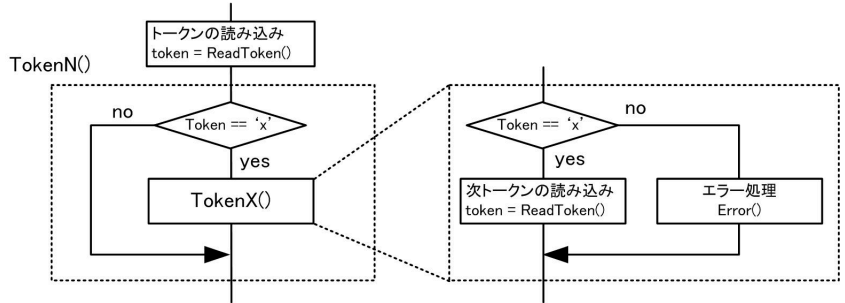 トークンの読み込み
token = ReadToken()
TokenN()
no
Token == ‘x’
yes
TokenX()
no
Token == ‘x’
yes
次トークンの読み込み
token = ReadToken()
エラー処理
Error()